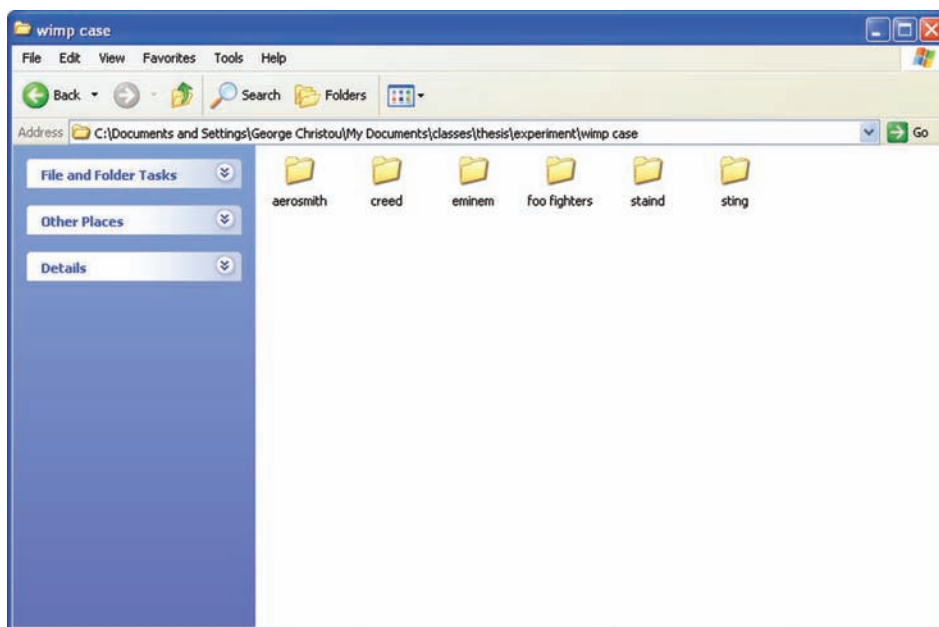 wimp case
File Edit View Favorites Tools Help
Back Search Folders
Address C:\Documents and Settings\George Christou\My Documents\classes\thesis\experiment\wimp case Go
File and Folder Tasks
Other Places
Details
aerosmith creed eminem foo fighters staind sting